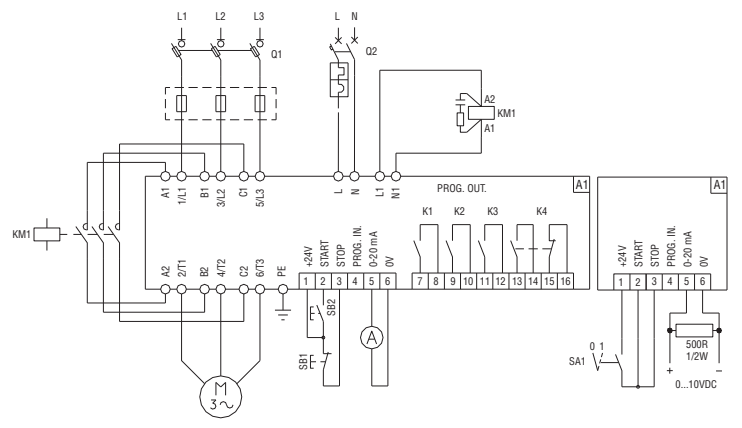 L1 L2 L3 L N
Q1 Q2
A2
KM1
A1
A1 1/L1 B1 3/L2 C1 5/L3 L N L1 N1
PROG. OUT.
A1
KM1
K1 K2 K3 K4
+24V START STOP PROG. IN. 0-20 mA 0V
A2 2/T1 B2 4/T2 C2 6/T3 PE
1 2 3 4 5 6 7 8 9 10 11 12 13 14 15 16
SB2
SB1
A
M
3~
A1
+24V START STOP PROG. IN. 0-20 mA 0V
1 2 3 4 5 6
0 1
SA1
500R
1/2W
+ –
0...10VDC